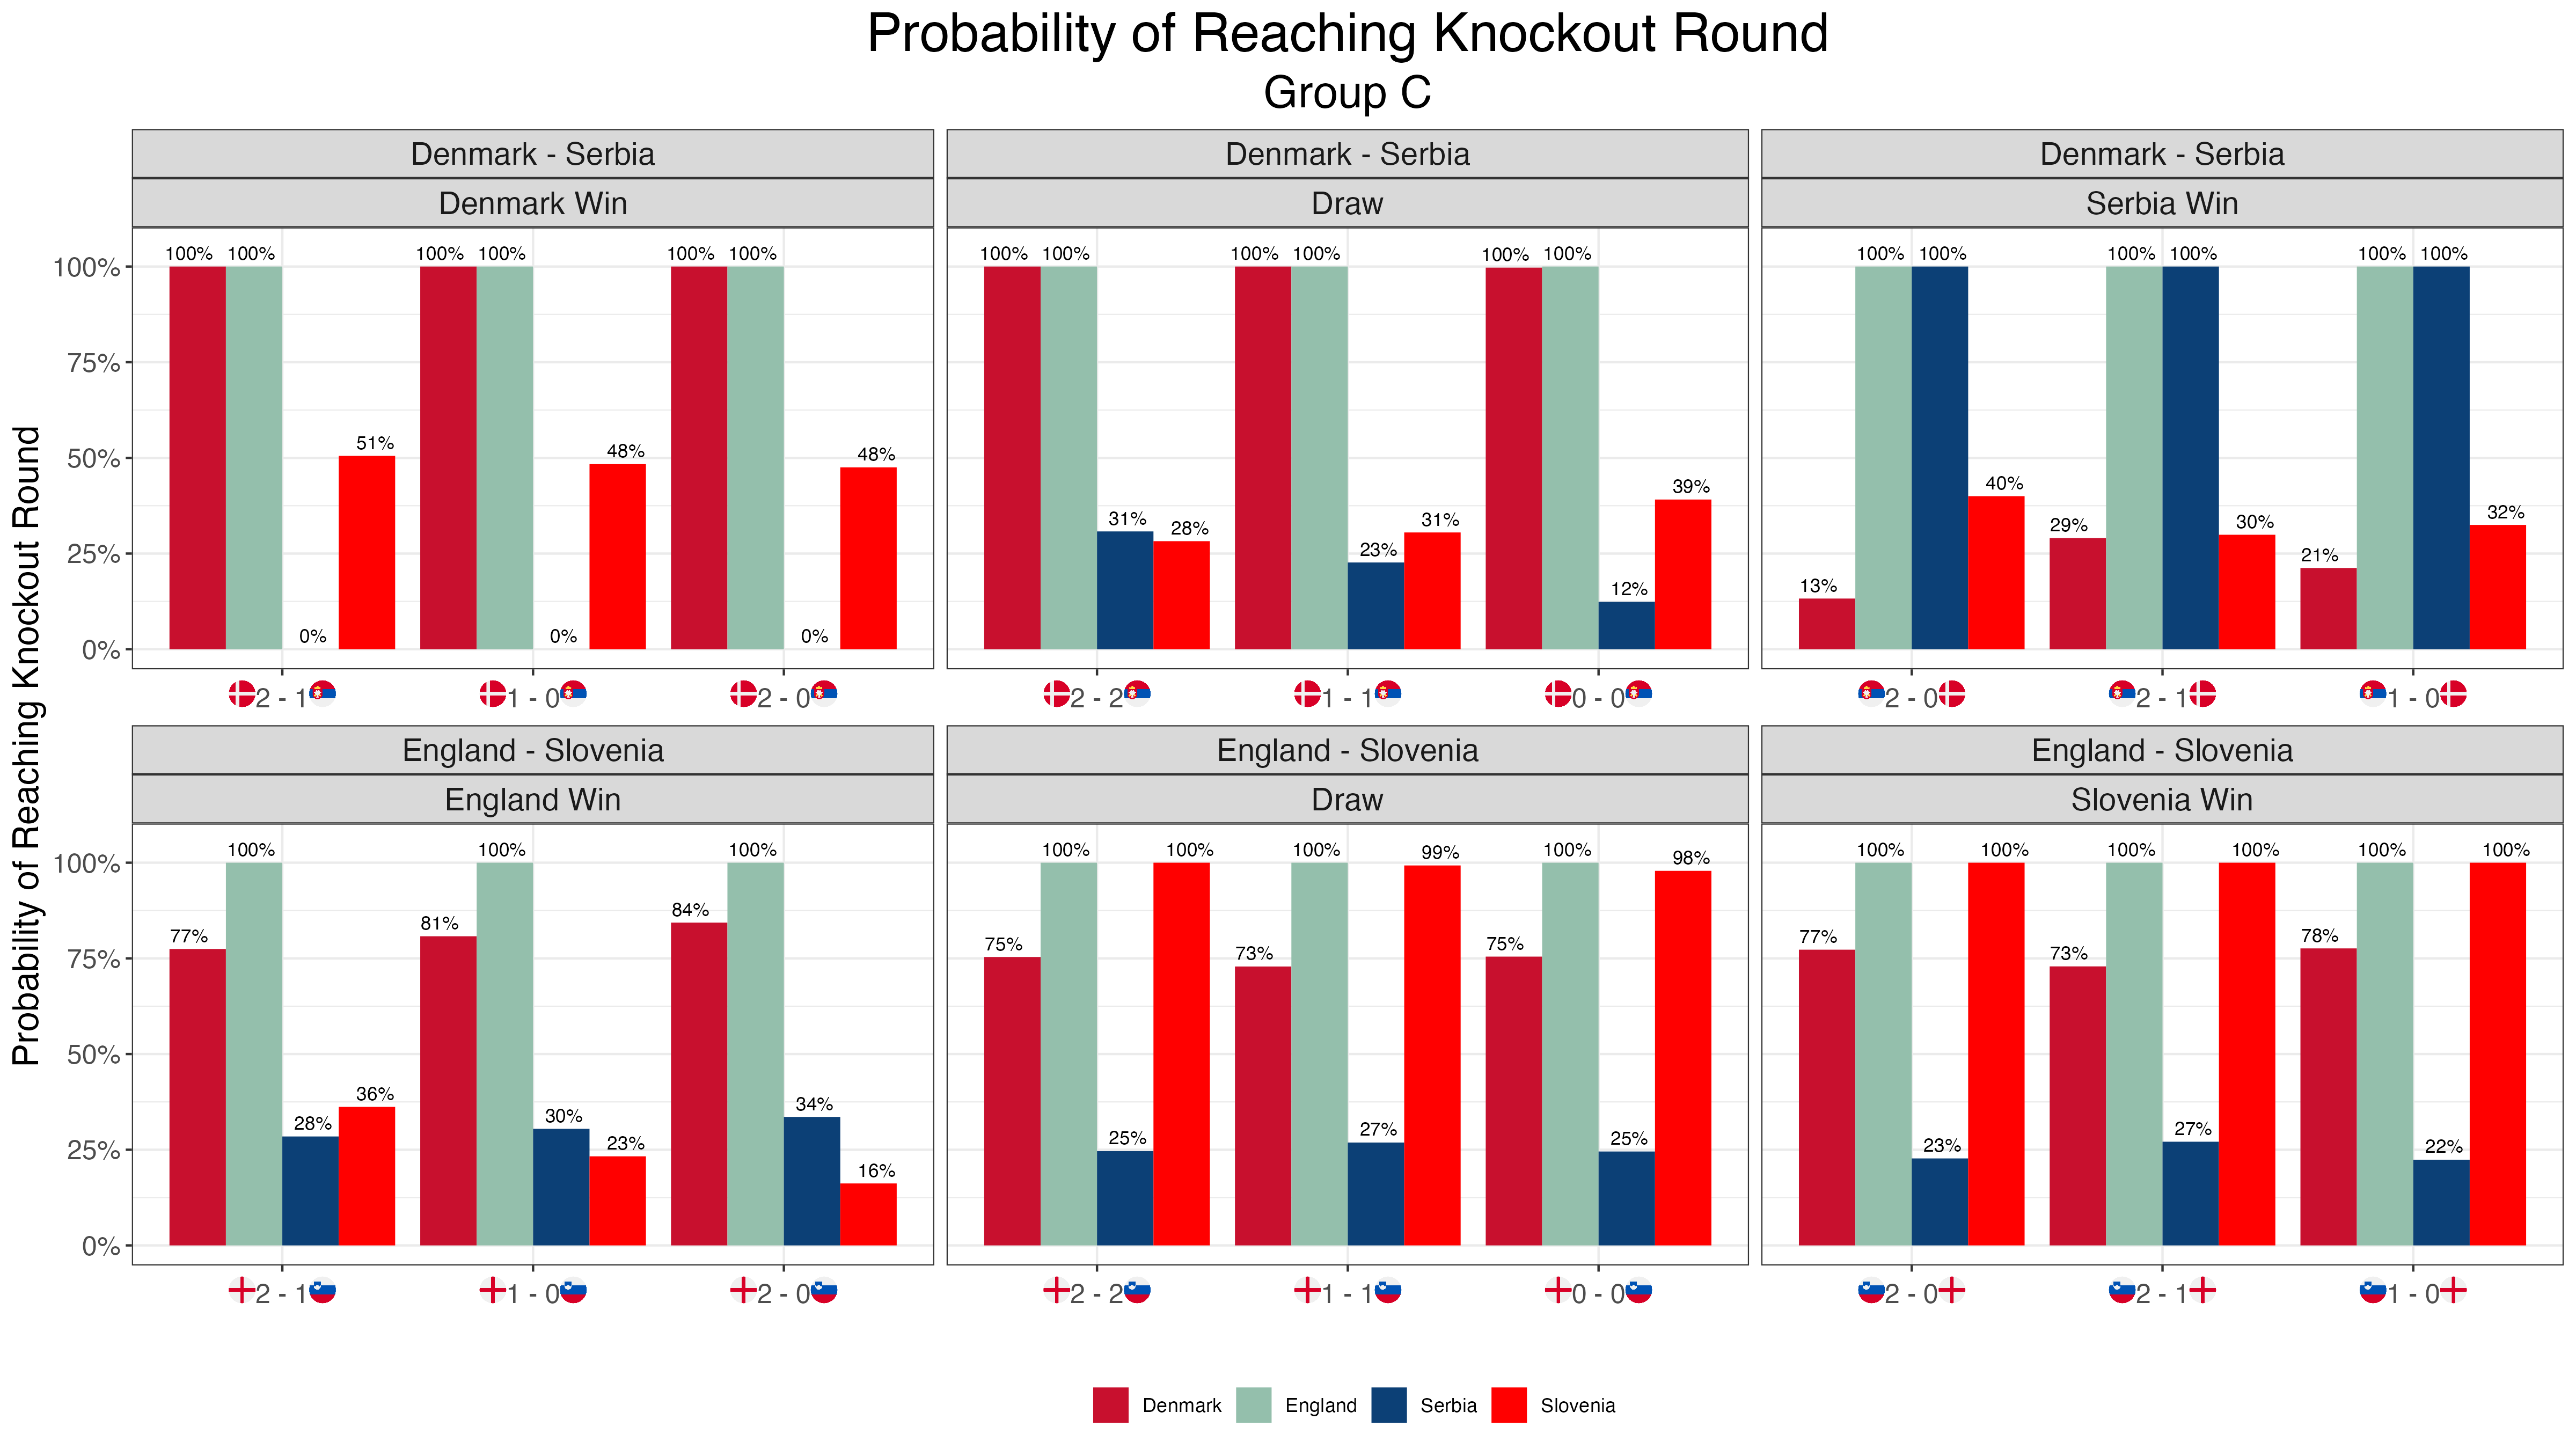 Probability of Reaching Knockout Round
Group C
Probability of Reaching Knockout Round
Denmark - Serbia
Denmark Win
100% 100% 0% 51%
100% 100% 0% 48%
100% 100% 0% 48%
100%
75%
50%
25%
0%
2 - 1
1 - 0
2 - 0
Denmark - Serbia
Draw
100% 100% 31% 28%
100% 100% 23% 31%
100% 100% 12% 39%
2 - 2
1 - 1
0 - 0
Denmark - Serbia
Serbia Win
13% 100% 100% 40%
29% 100% 100% 30%
21% 100% 100% 32%
2 - 0
2 - 1
1 - 0
England - Slovenia
England Win
77% 100% 28% 36%
81% 100% 30% 23%
84% 100% 34% 16%
100%
75%
50%
25%
0%
2 - 1
1 - 0
2 - 0
England - Slovenia
Draw
75% 100% 25% 100%
73% 100% 27% 99%
75% 100% 25% 98%
2 - 2
1 - 1
0 - 0
England - Slovenia
Slovenia Win
77% 100% 23% 100%
73% 100% 27% 100%
78% 100% 22% 100%
2 - 0
2 - 1
1 - 0
Denmark England Serbia Slovenia